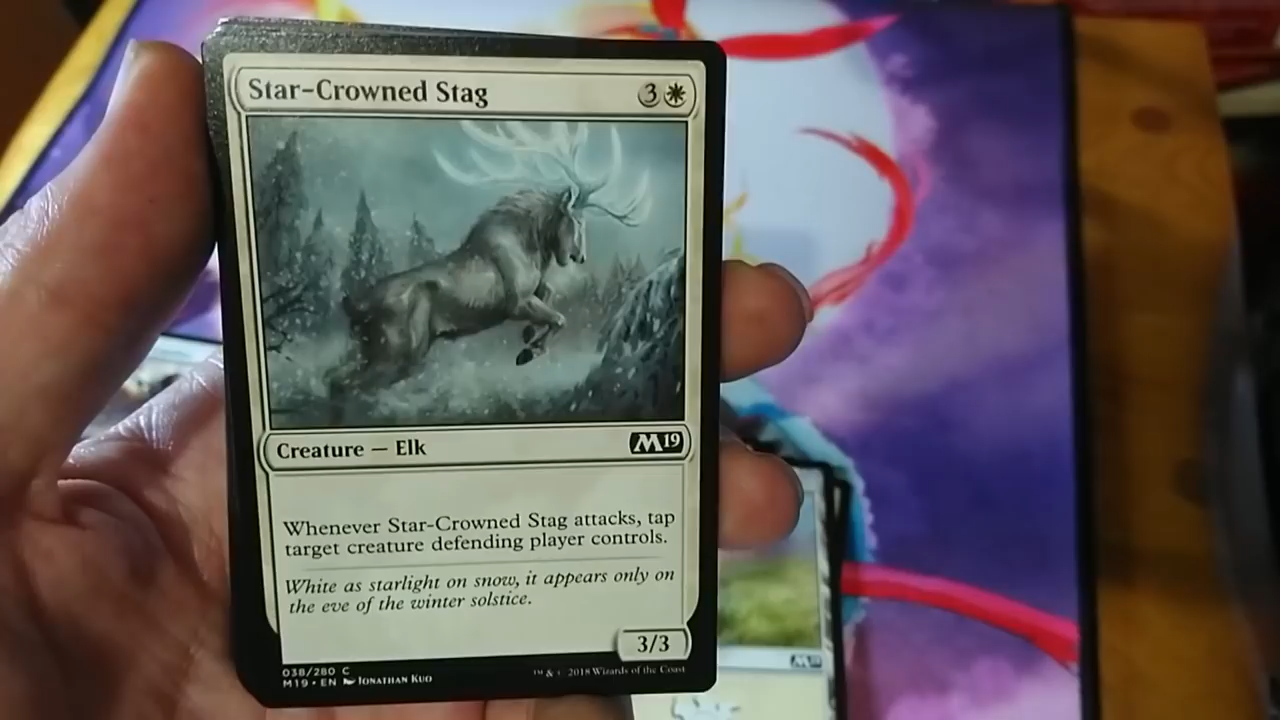 Star-Crowned Stag 3
Creature — Elk M19
Whenever Star-Crowned Stag attacks, tap
target creature defending player controls.
White as starlight on snow, it appears only on
the eve of the winter solstice.
3/3
038/280 C
M19 • EN Jonathan Kuo
™ & © 2018 Wizards of the Coast
M19